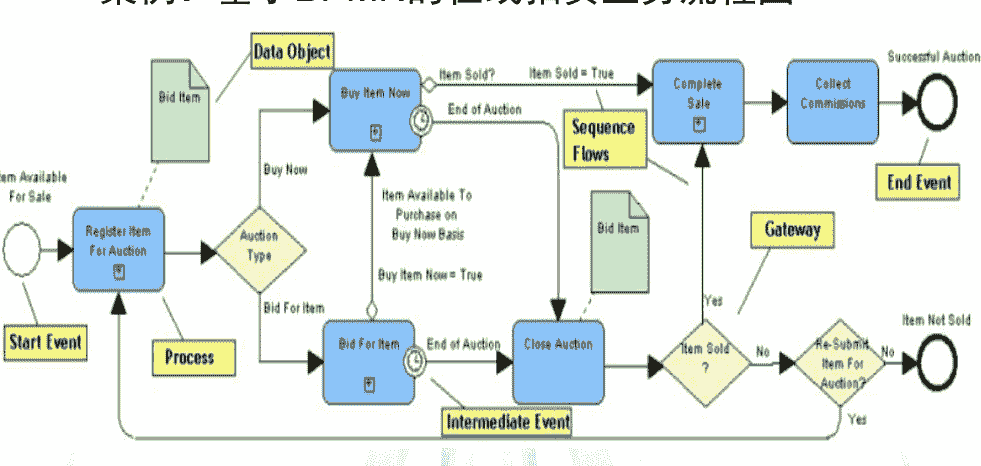 Data Object
Bid Item
Buy Item Now
Item Sold?
Item Sold = True
End of Auction
Complete
Sale
Collect
Commissions
Successful Auction
Sequence
Flows
End Event
For Sale
Register Item
For Auction
Buy Now
Auction
Type
Item Available To
Purchase on
Buy Now Basis
Buy Item Now = True
Bid Item
Gateway
Start Event
Process
Bid For Item
Bid For Item
End of Auction
Close Auction
Yes
Item Sold
?
No
Re-Submit
Item For
Auction?
No
Item Not Sold
Yes
Intermediate Event